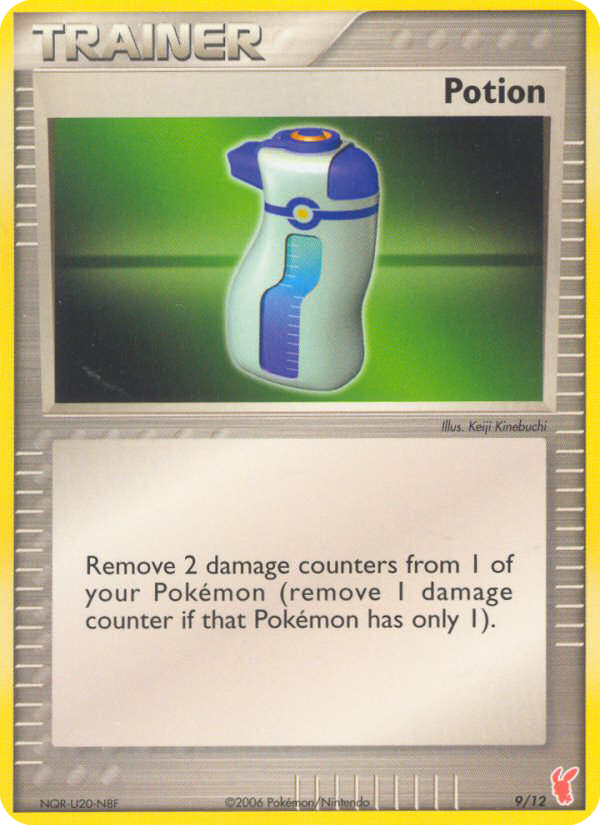 TRAINER
Potion
Illus. Keiji Kinebuchi
Remove 2 damage counters from 1 of
your Pokémon (remove 1 damage
counter if that Pokémon has only 1).
NQR-U20-NBF
©2006 Pokémon/Nintendo
9/12